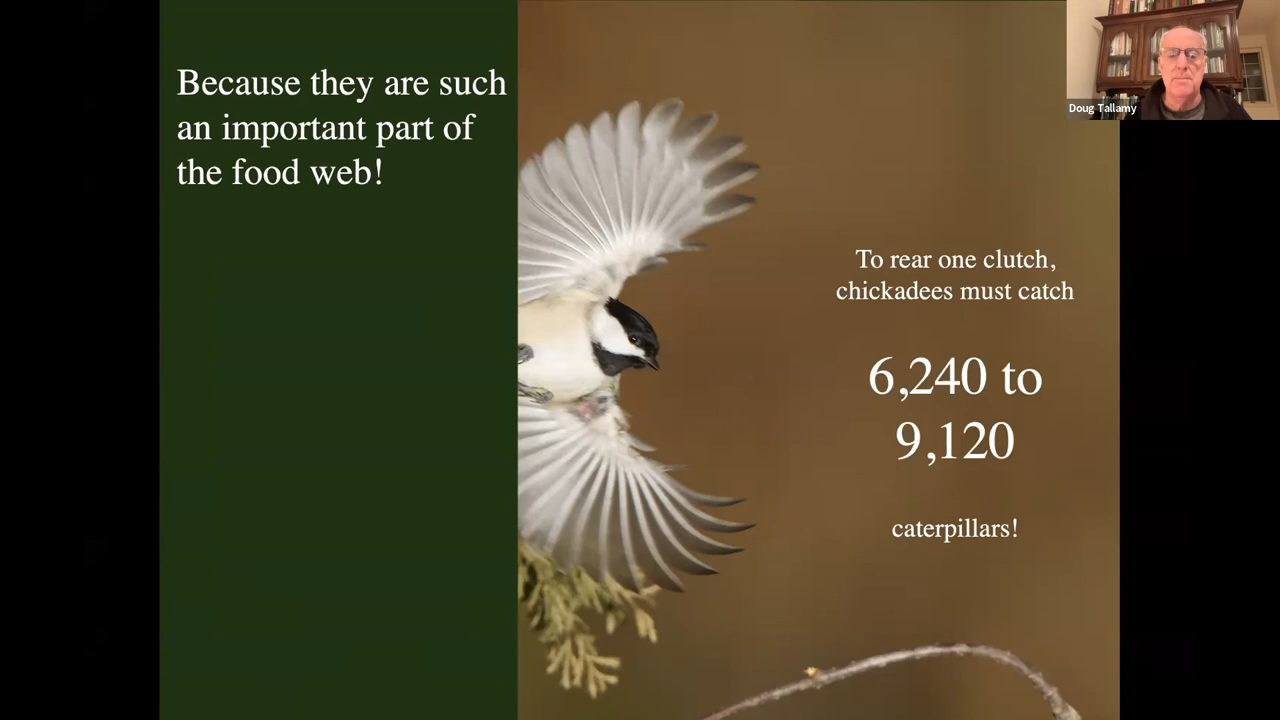 Because they are such
an important part of
the food web!
To rear one clutch,
chickadees must catch
6,240 to
9,120
caterpillars!
Doug Tallamy